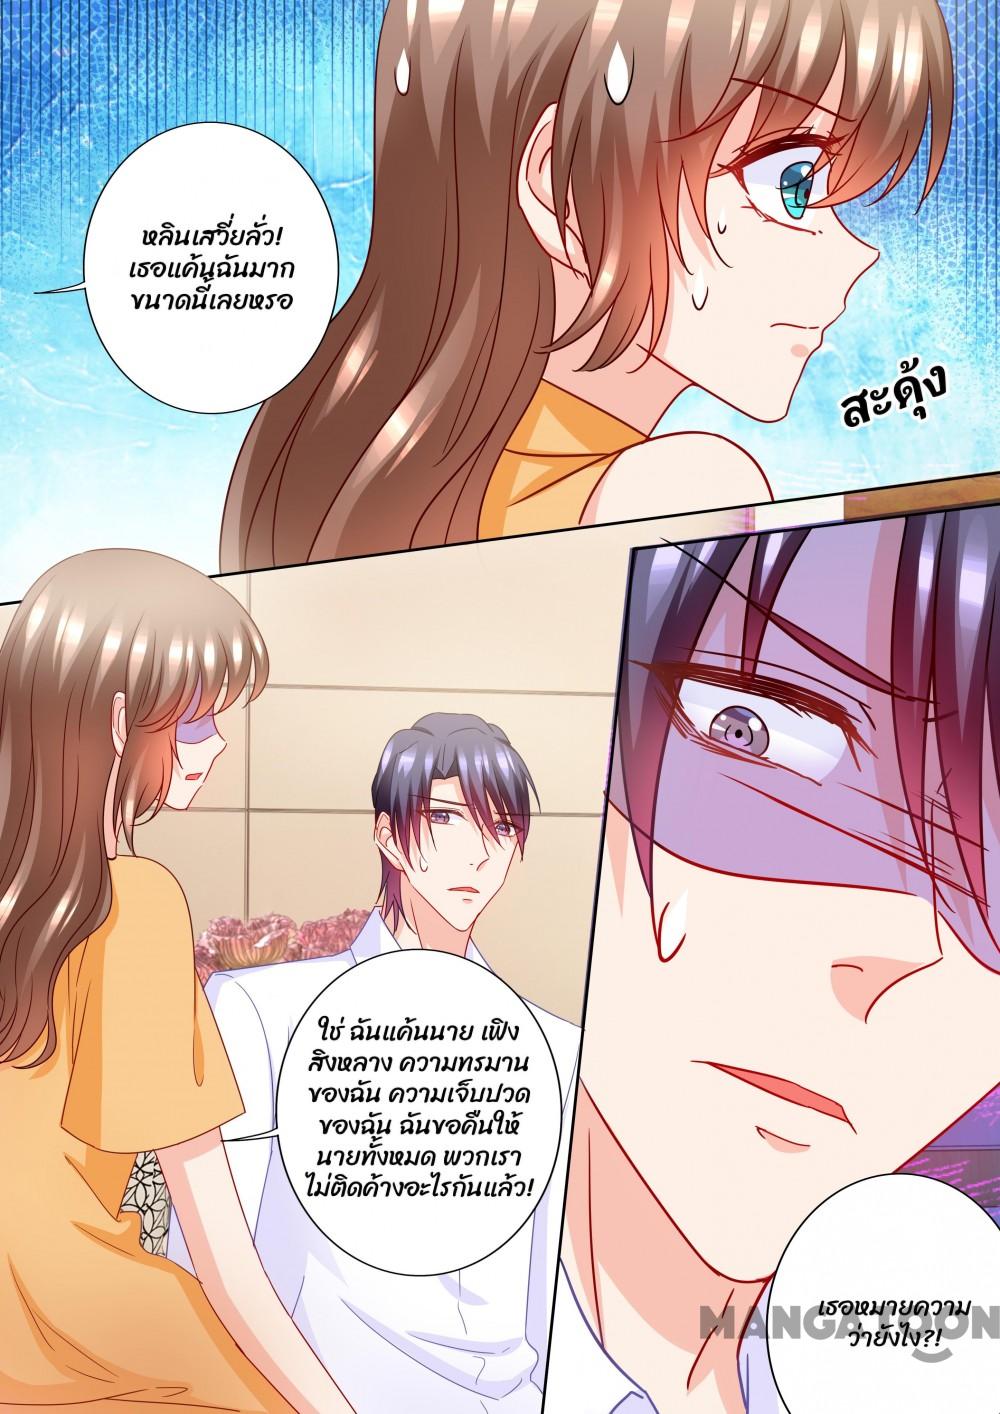 หลินเสวี่ยลั่ว!
เธอแค้นฉันมาก
ขนาดนี้เลยหรอ
สะดุ้ง
ใช่ ฉันแค้นนาย เฟิง
สิงหลาง ความทรมาน
ของฉัน ความเจ็บปวด
ของฉัน ฉันขอคืนให้
นายทั้งหมด พวกเรา
ไม่ติดค้างอะไรกันแล้ว!
เธอหมายความ
ว่ายังไง?!
MANGATOON